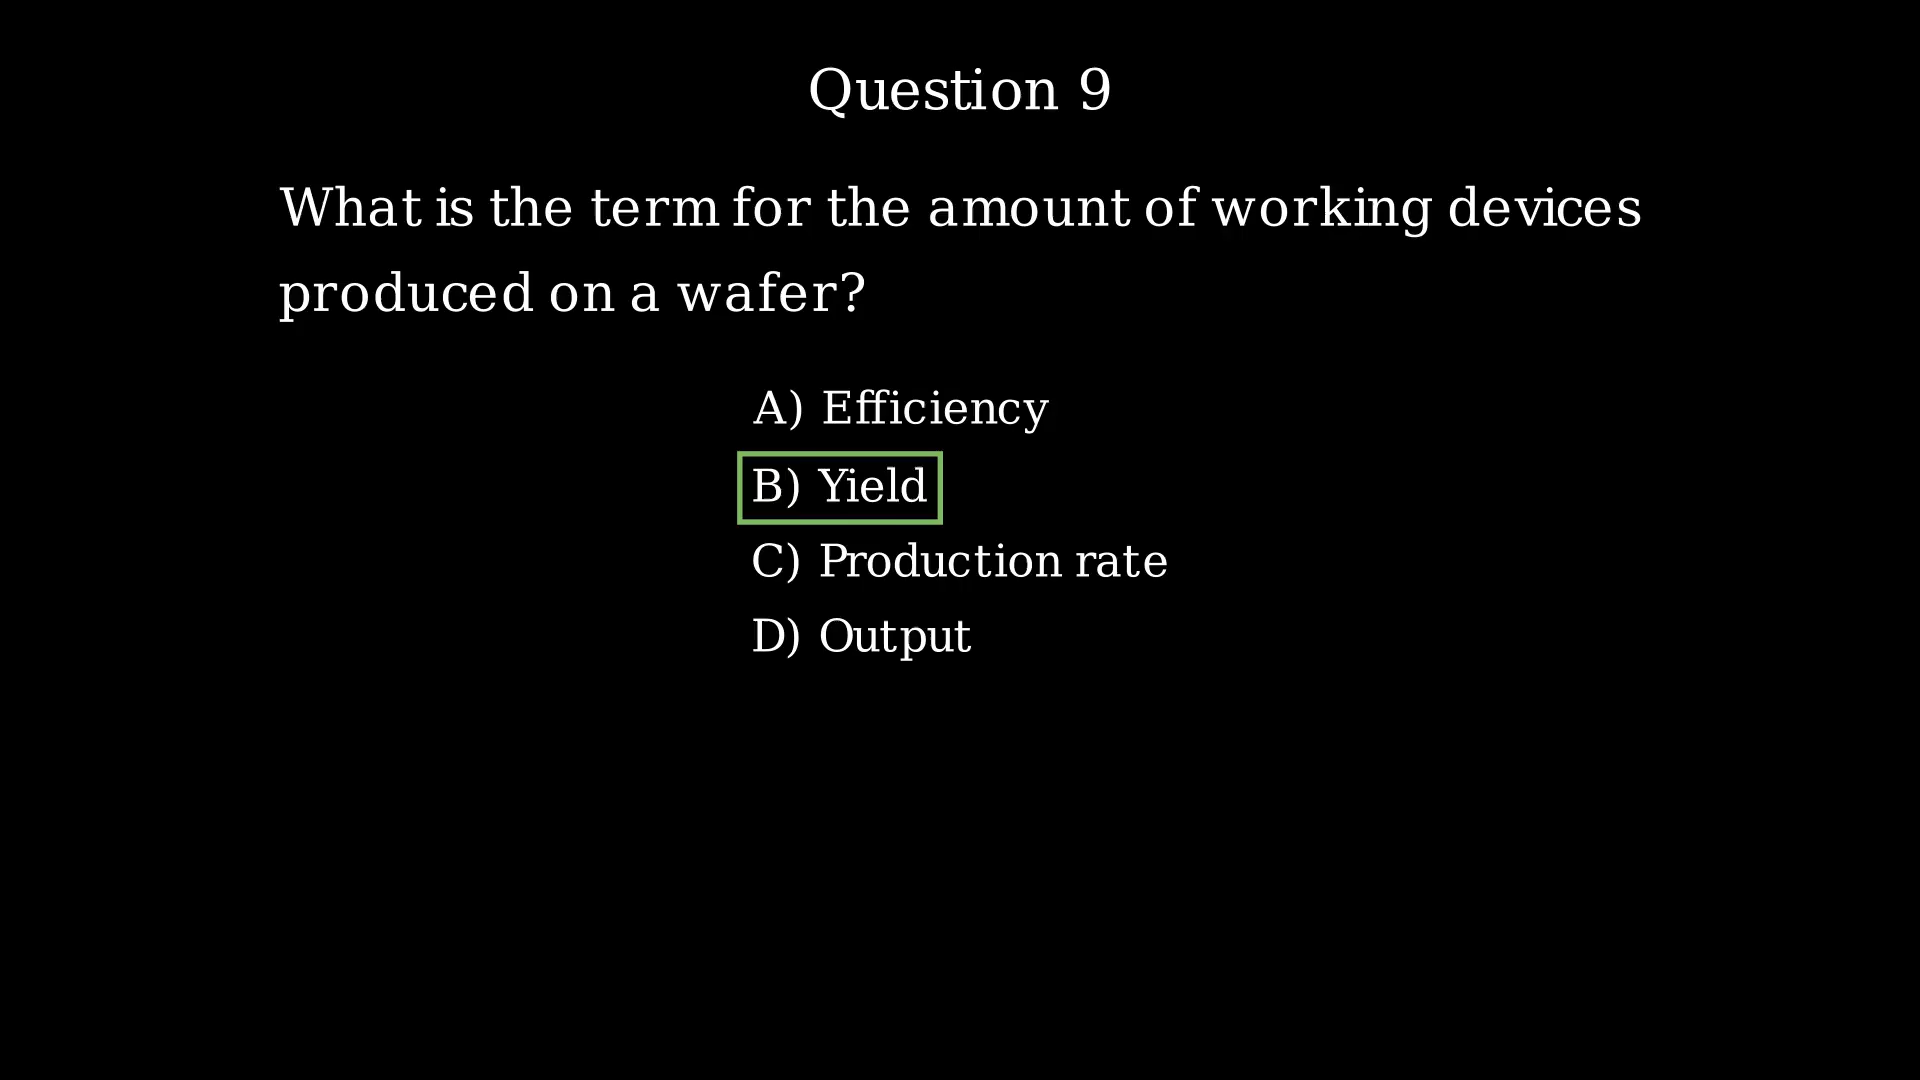 Question 9
What is the term for the amount of working devices
produced on a wafer?
A) Efficiency
B) Yield
C) Production rate
D) Output